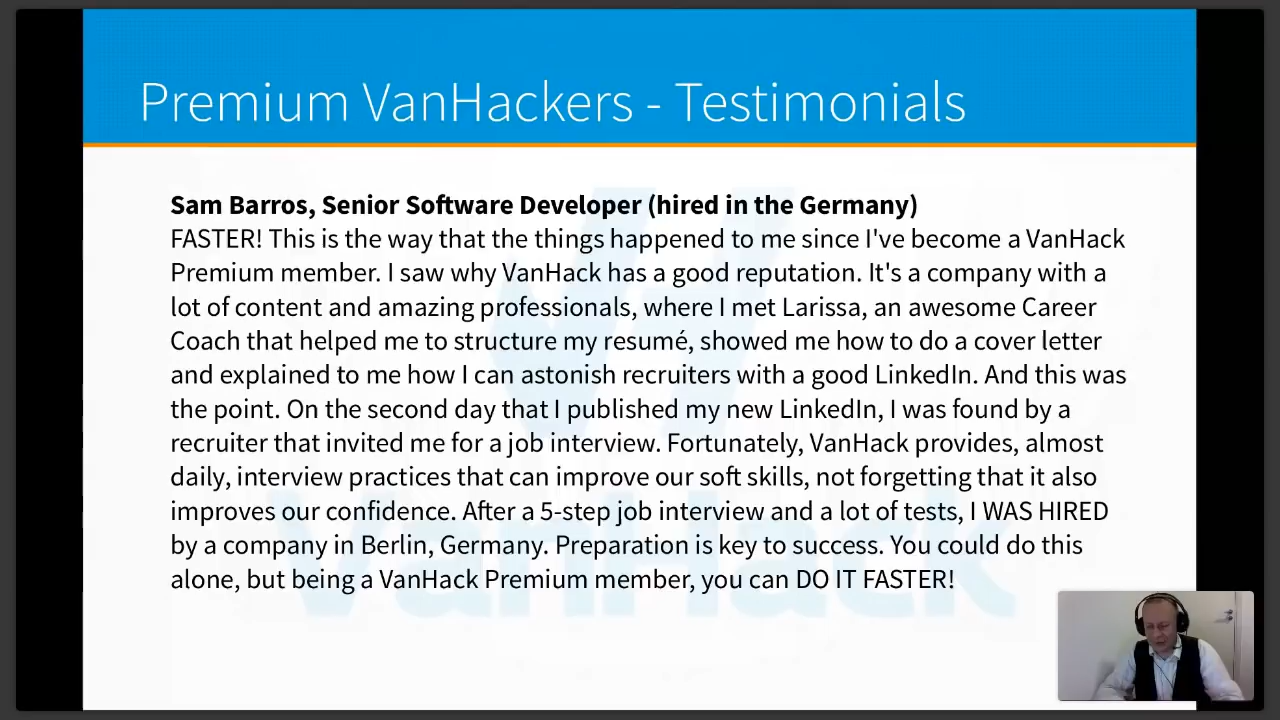 Premium VanHackers - Testimonials
Sam Barros, Senior Software Developer (hired in the Germany)
FASTER! This is the way that the things happened to me since I've become a VanHack
Premium member. I saw why VanHack has a good reputation. It's a company with a
lot of content and amazing professionals, where I met Larissa, an awesome Career
Coach that helped me to structure my resumé, showed me how to do a cover letter
and explained to me how I can astonish recruiters with a good LinkedIn. And this was
the point. On the second day that I published my new LinkedIn, I was found by a
recruiter that invited me for a job interview. Fortunately, VanHack provides, almost
daily, interview practices that can improve our soft skills, not forgetting that it also
improves our confidence. After a 5-step job interview and a lot of tests, I WAS HIRED
by a company in Berlin, Germany. Preparation is key to success. You could do this
alone, but being a VanHack Premium member, you can DO IT FASTER!
VanHack